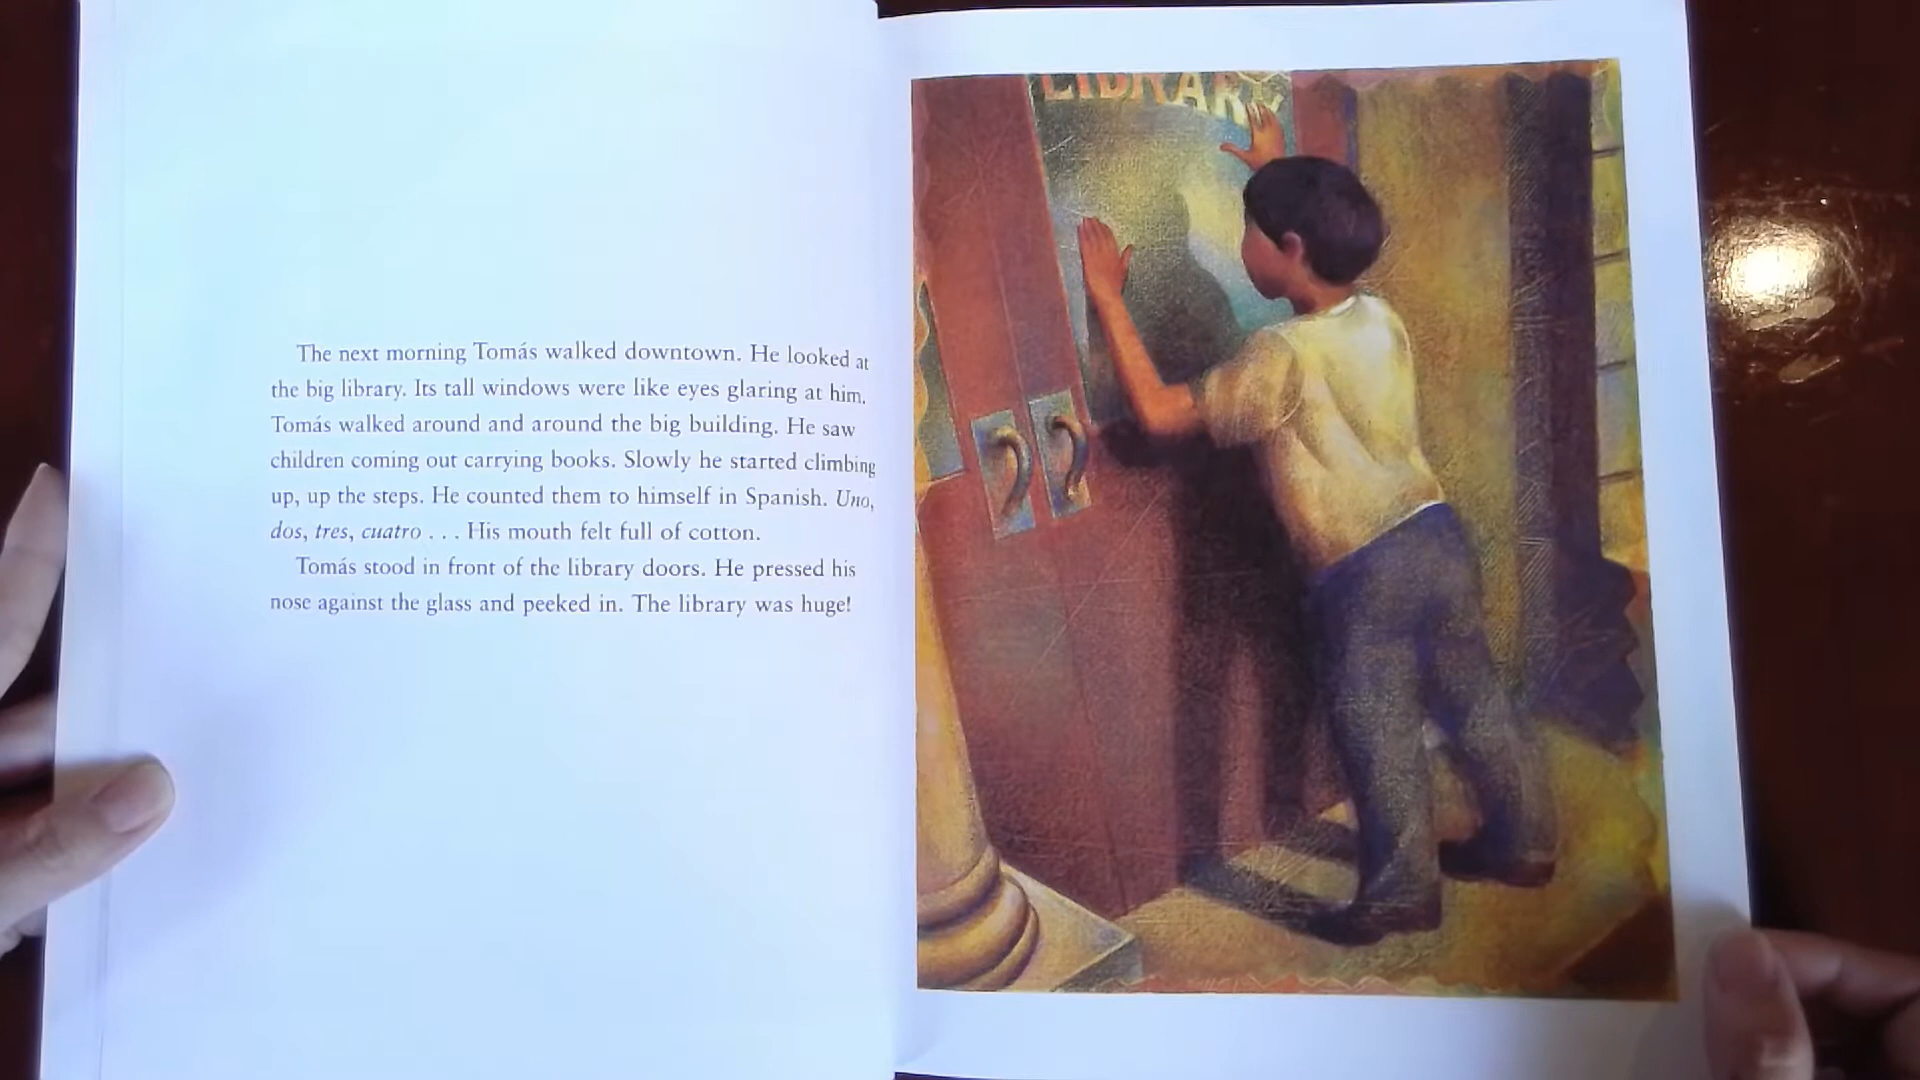 The next morning Tomás walked downtown. He looked at
the big library. Its tall windows were like eyes glaring at him.
Tomás walked around and around the big building. He saw
children coming out carrying books. Slowly he started climbing
up, up the steps. He counted them to himself in Spanish. Uno,
dos, tres, cuatro . . . His mouth felt full of cotton.
Tomás stood in front of the library doors. He pressed his
nose against the glass and peeked in. The library was huge!
LIBRARY